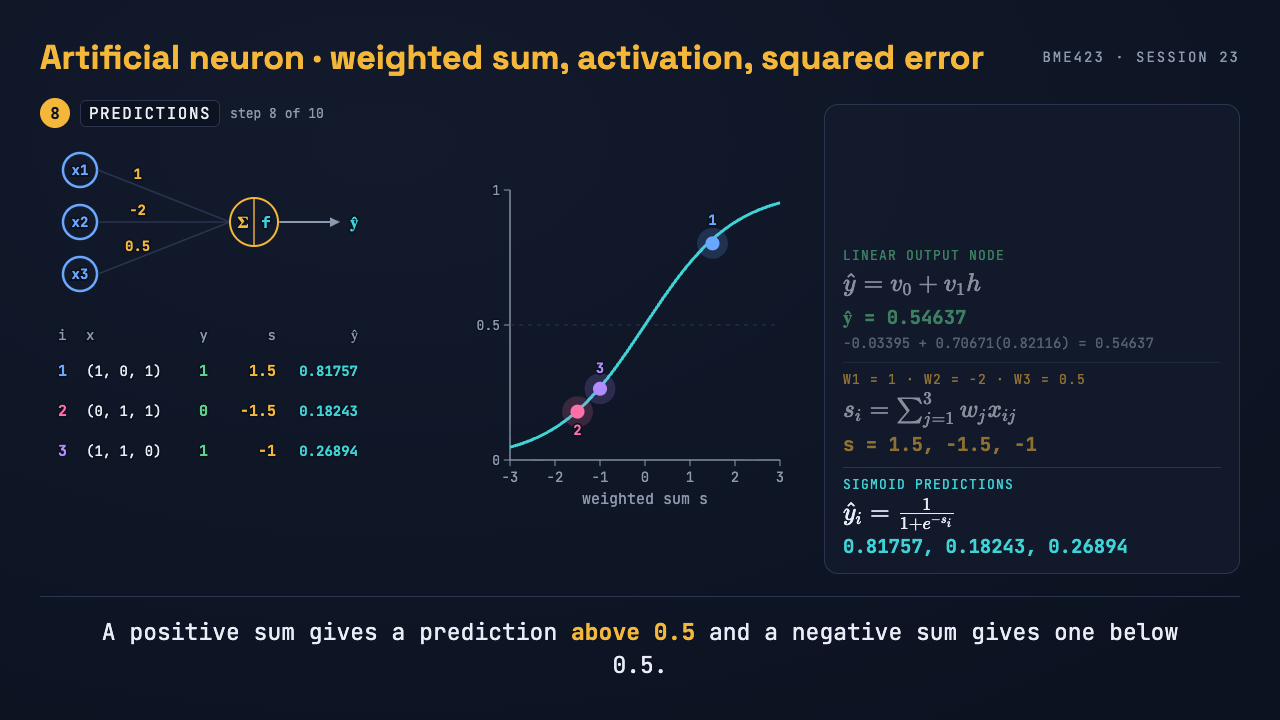 Artificial neuron · weighted sum, activation, squared error
BME423 · SESSION 23
8 PREDICTIONS step 8 of 10
x1
x2
x3
1
-2
0.5
Σ f
ŷ
i x y s ŷ
1 (1, 0, 1) 1 1.5 0.81757
2 (0, 1, 1) 0 -1.5 0.18243
3 (1, 1, 0) 1 -1 0.26894
1
0.5
0
-3 -2 -1 0 1 2 3
weighted sum s
1
3
2
LINEAR OUTPUT NODE
ŷ = v₀ + v₁h
ŷ = 0.54637
-0.03395 + 0.70671(0.82116) = 0.54637
W1 = 1 · W2 = -2 · W3 = 0.5
sᵢ = ∑³ⱼ₌₁ wⱼxᵢⱼ
s = 1.5, -1.5, -1
SIGMOID PREDICTIONS
ŷᵢ = 1/(1+e^(-sᵢ))
0.81757, 0.18243, 0.26894
A positive sum gives a prediction above 0.5 and a negative sum gives one below
0.5.